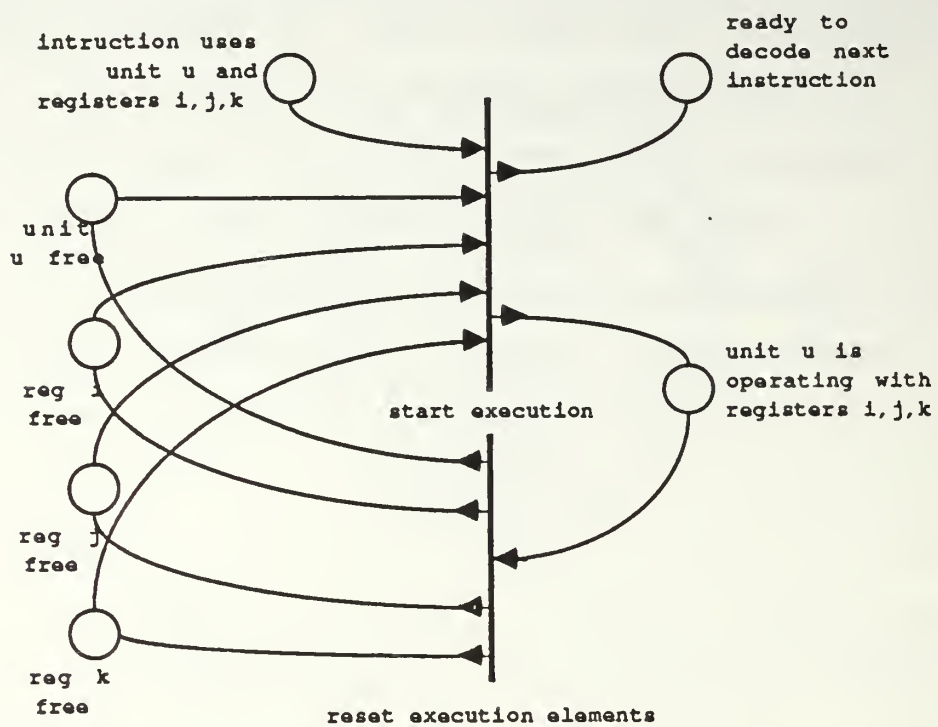 intruction uses
unit u and
registers i,j,k
ready to
decode next
instruction
unit
u free
reg i
free
start execution
unit u is
operating with
registers i,j,k
reg j
free
reg k
free
reset execution elements